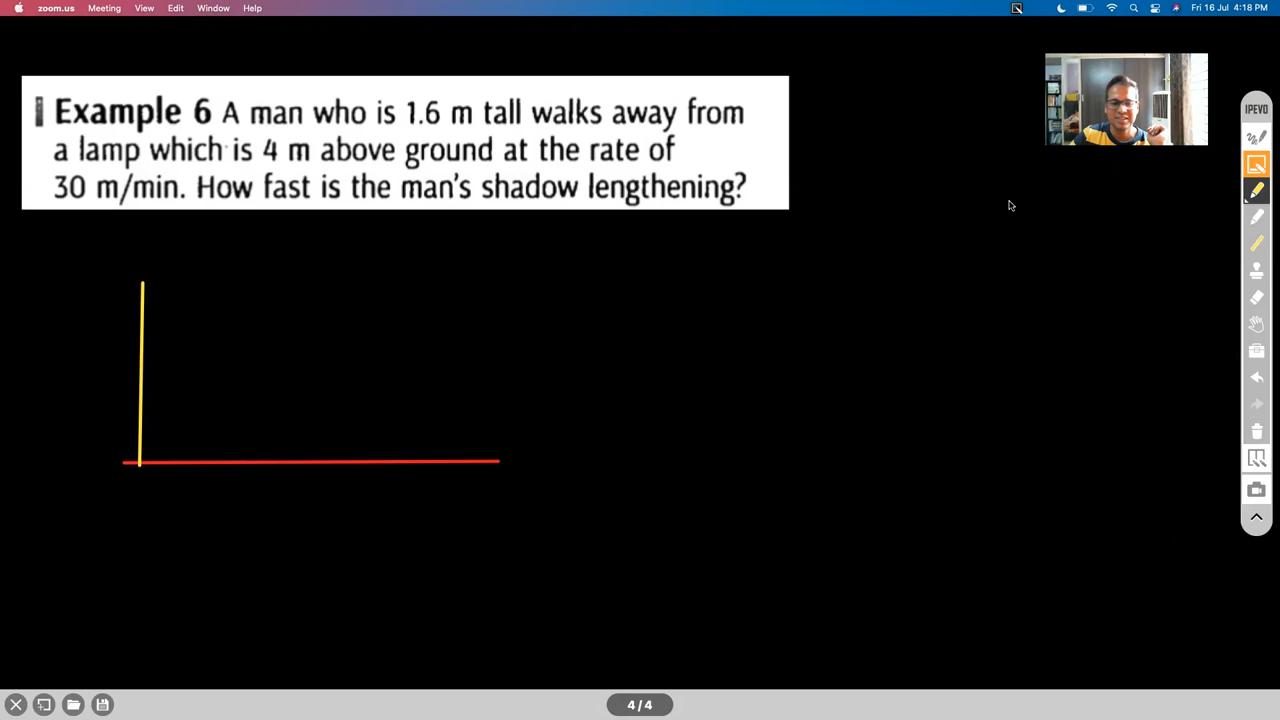 zoom.us Meeting View Edit Window Help Fri 16 Jul 4:18 PM
Example 6 A man who is 1.6 m tall walks away from
a lamp which is 4 m above ground at the rate of
30 m/min. How fast is the man's shadow lengthening?
IPEVO
4 / 4